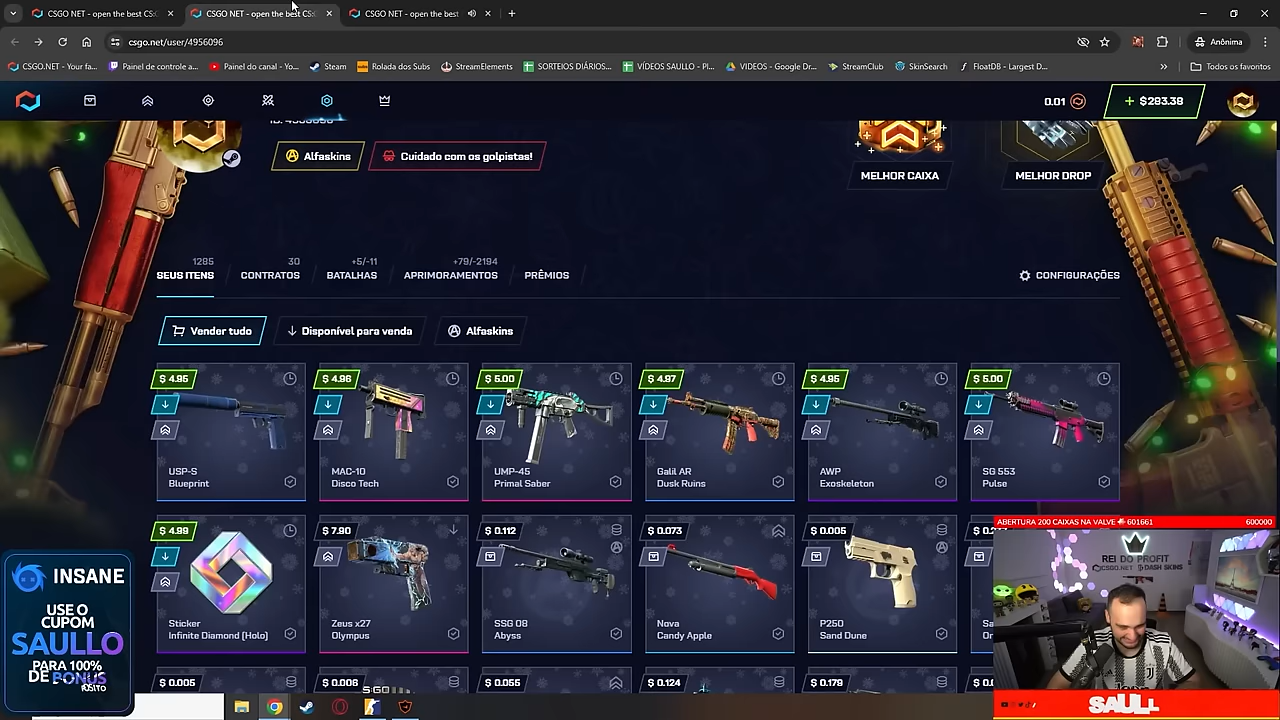 CSGO NET - open the best CS:
CSGO NET - open the best CS:
CSGO NET - open the best
csgo.net/user/4956096
Anônima
CSGO.NET - Your fa...
Painel de controle a...
Painel do canal - Yo...
Steam
Rolada dos Subs
StreamElements
SORTEIOS DIÁRIOS...
VÍDEOS SAULLO - Pl...
VIDEOS - Google Dr...
StreamClub
SkinSearch
FloatDB - Largest D...
»
Todos os favoritos
0.01
+ $283.38
Alfaskins
Cuidado com os golpistas!
MELHOR CAIXA
MELHOR DROP
1285
SEUS ITENS
30
CONTRATOS
+5/-11
BATALHAS
+79/-2194
APRIMORAMENTOS
PRÊMIOS
CONFIGURAÇÕES
Vender tudo
Disponível para venda
Alfaskins
$ 4.95
USP-S
Blueprint
$ 4.96
MAC-10
Disco Tech
$ 5.00
UMP-45
Primal Saber
$ 4.97
Galil AR
Dusk Ruins
$ 4.95
AWP
Exoskeleton
$ 5.00
SG 553
Pulse
$ 4.99
Sticker
Infinite Diamond (Holo)
$ 7.90
Zeus x27
Olympus
$ 0.112
SSG 08
Abyss
$ 0.073
Nova
Candy Apple
$ 0.005
P250
Sand Dune
$ 0.005
$ 0.006
$ 0.055
$ 0.124
$ 0.179
INSANE
USE O
CUPOM
SAULLO
PARA 100%
DE BONUS
ABERTURA 200 CAIXAS NA VALVE 601661
600000
REI DO PROFIT
CSGO.NET
DASH SKINS
SAULL